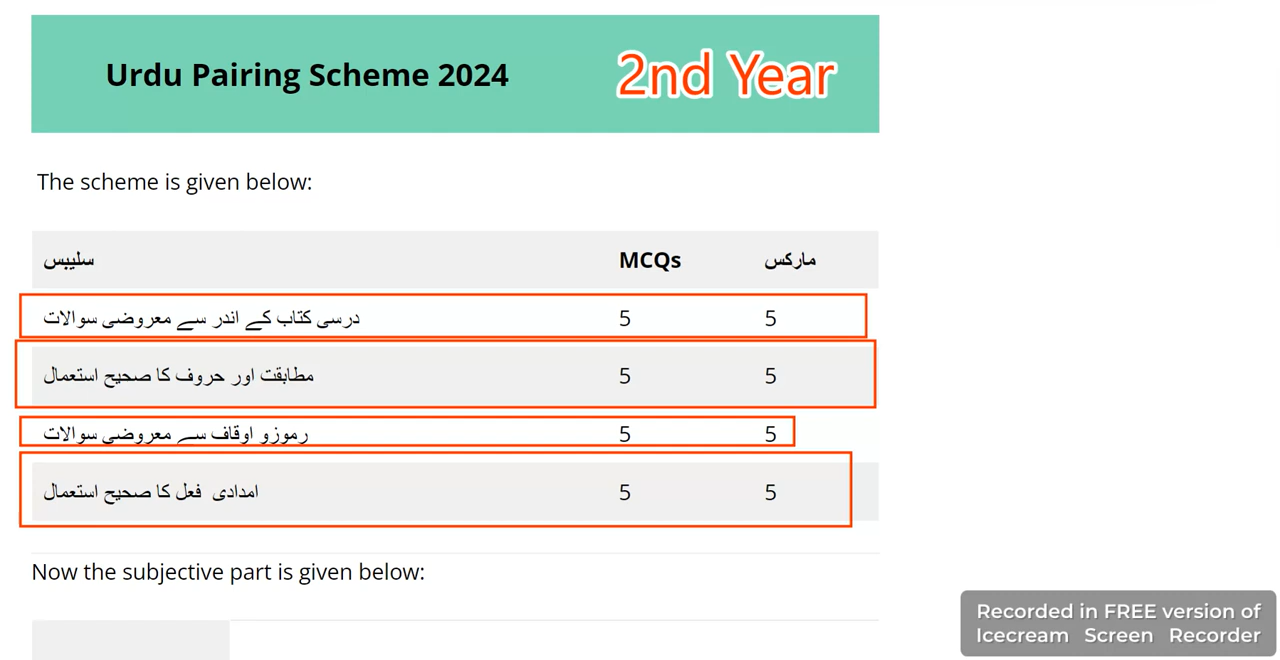 Urdu Pairing Scheme 2024 2nd Year
The scheme is given below:
سلیبس MCQs مارکس
درسی کتاب کے اندر سے معروضی سوالات 5 5
مطابقت اور حروف کا صحیح استعمال 5 5
رموزو اوقاف سے معروضی سوالات 5 5
امدادی فعل کا صحیح استعمال 5 5
Now the subjective part is given below:
Recorded in FREE version of
Icecream Screen Recorder